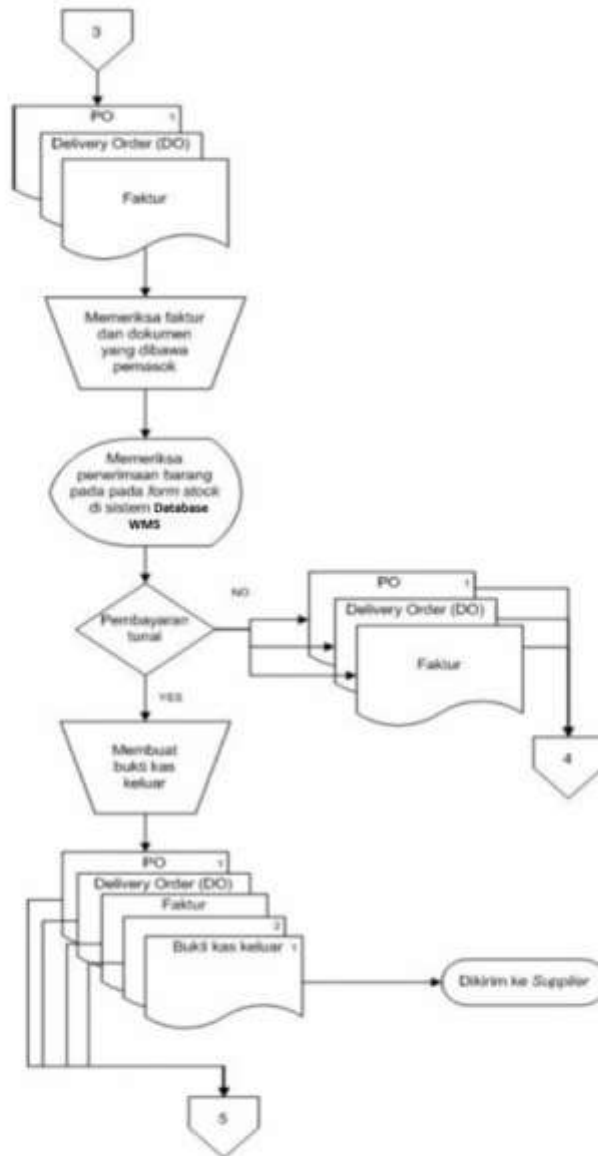 3
PO 1
Delivery Order (DO)
Faktur
Memeriksa faktur
dan dokumen
yang dibawa
pemasok
Memeriksa
penerimaan barang
pada pada form stock
di sistem Database
WMS
Pembayaran
tunai
NO
PO 1
Delivery Order (DO)
Faktur
4
YES
Membuat
bukti kas
keluar
PO 1
Delivery Order (DO)
Faktur
2
Bukti kas keluar 1
Dikirim ke Supplier
5